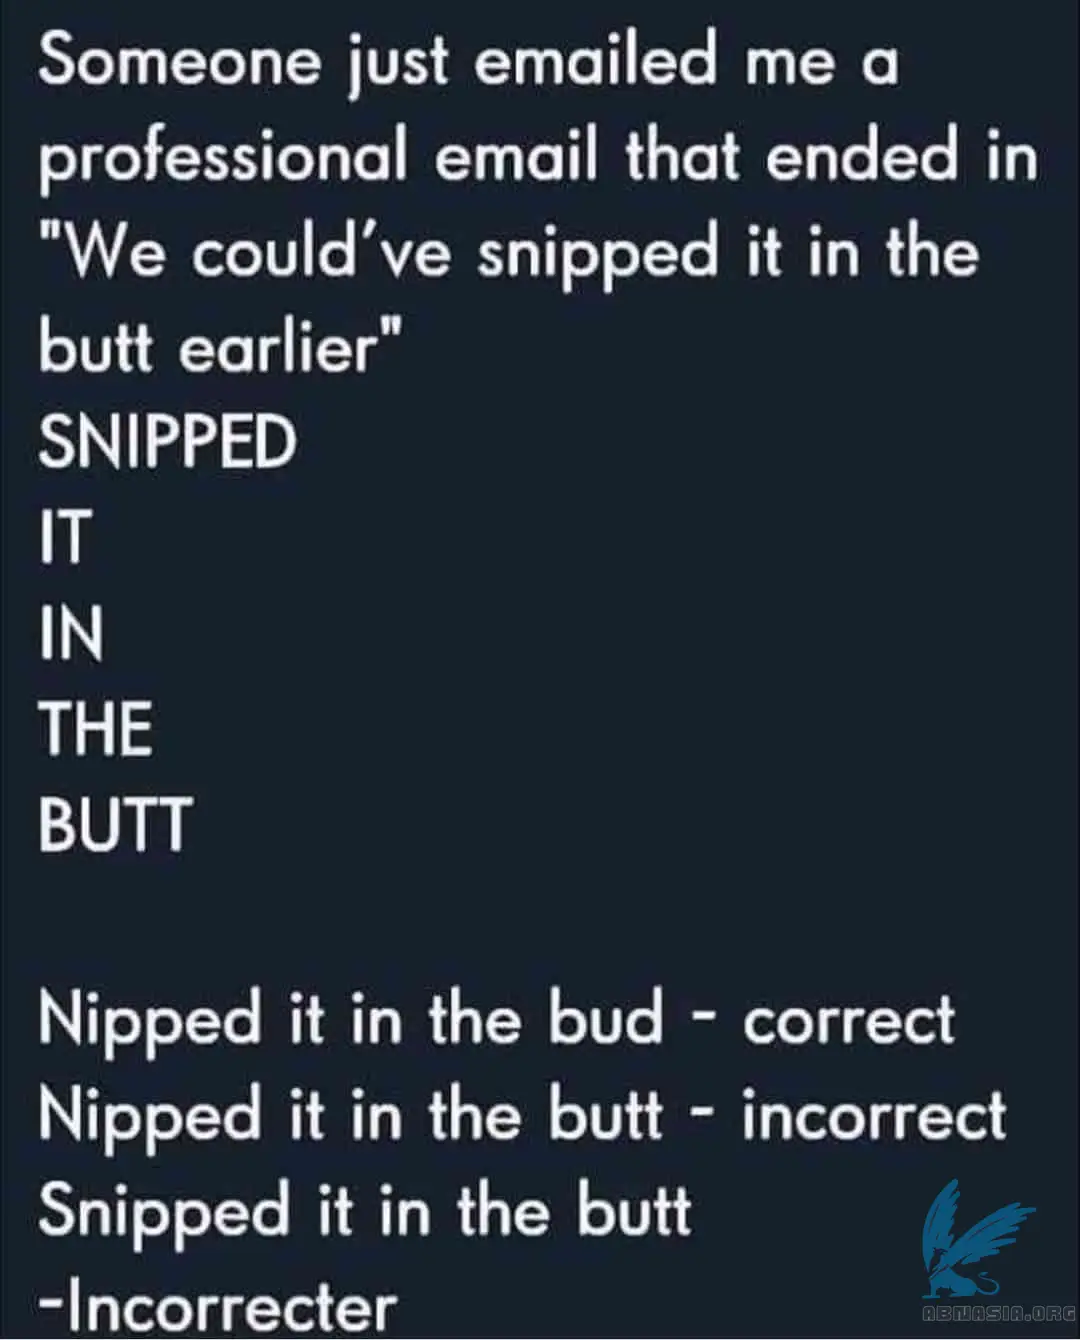 Someone just emailed me a
professional email that ended in
"We could've snipped it in the
butt earlier"
SNIPPED
IT
IN
THE
BUTT
Nipped it in the bud - correct
Nipped it in the butt - incorrect
Snipped it in the butt
-Incorrecter
ABNASIA.ORG